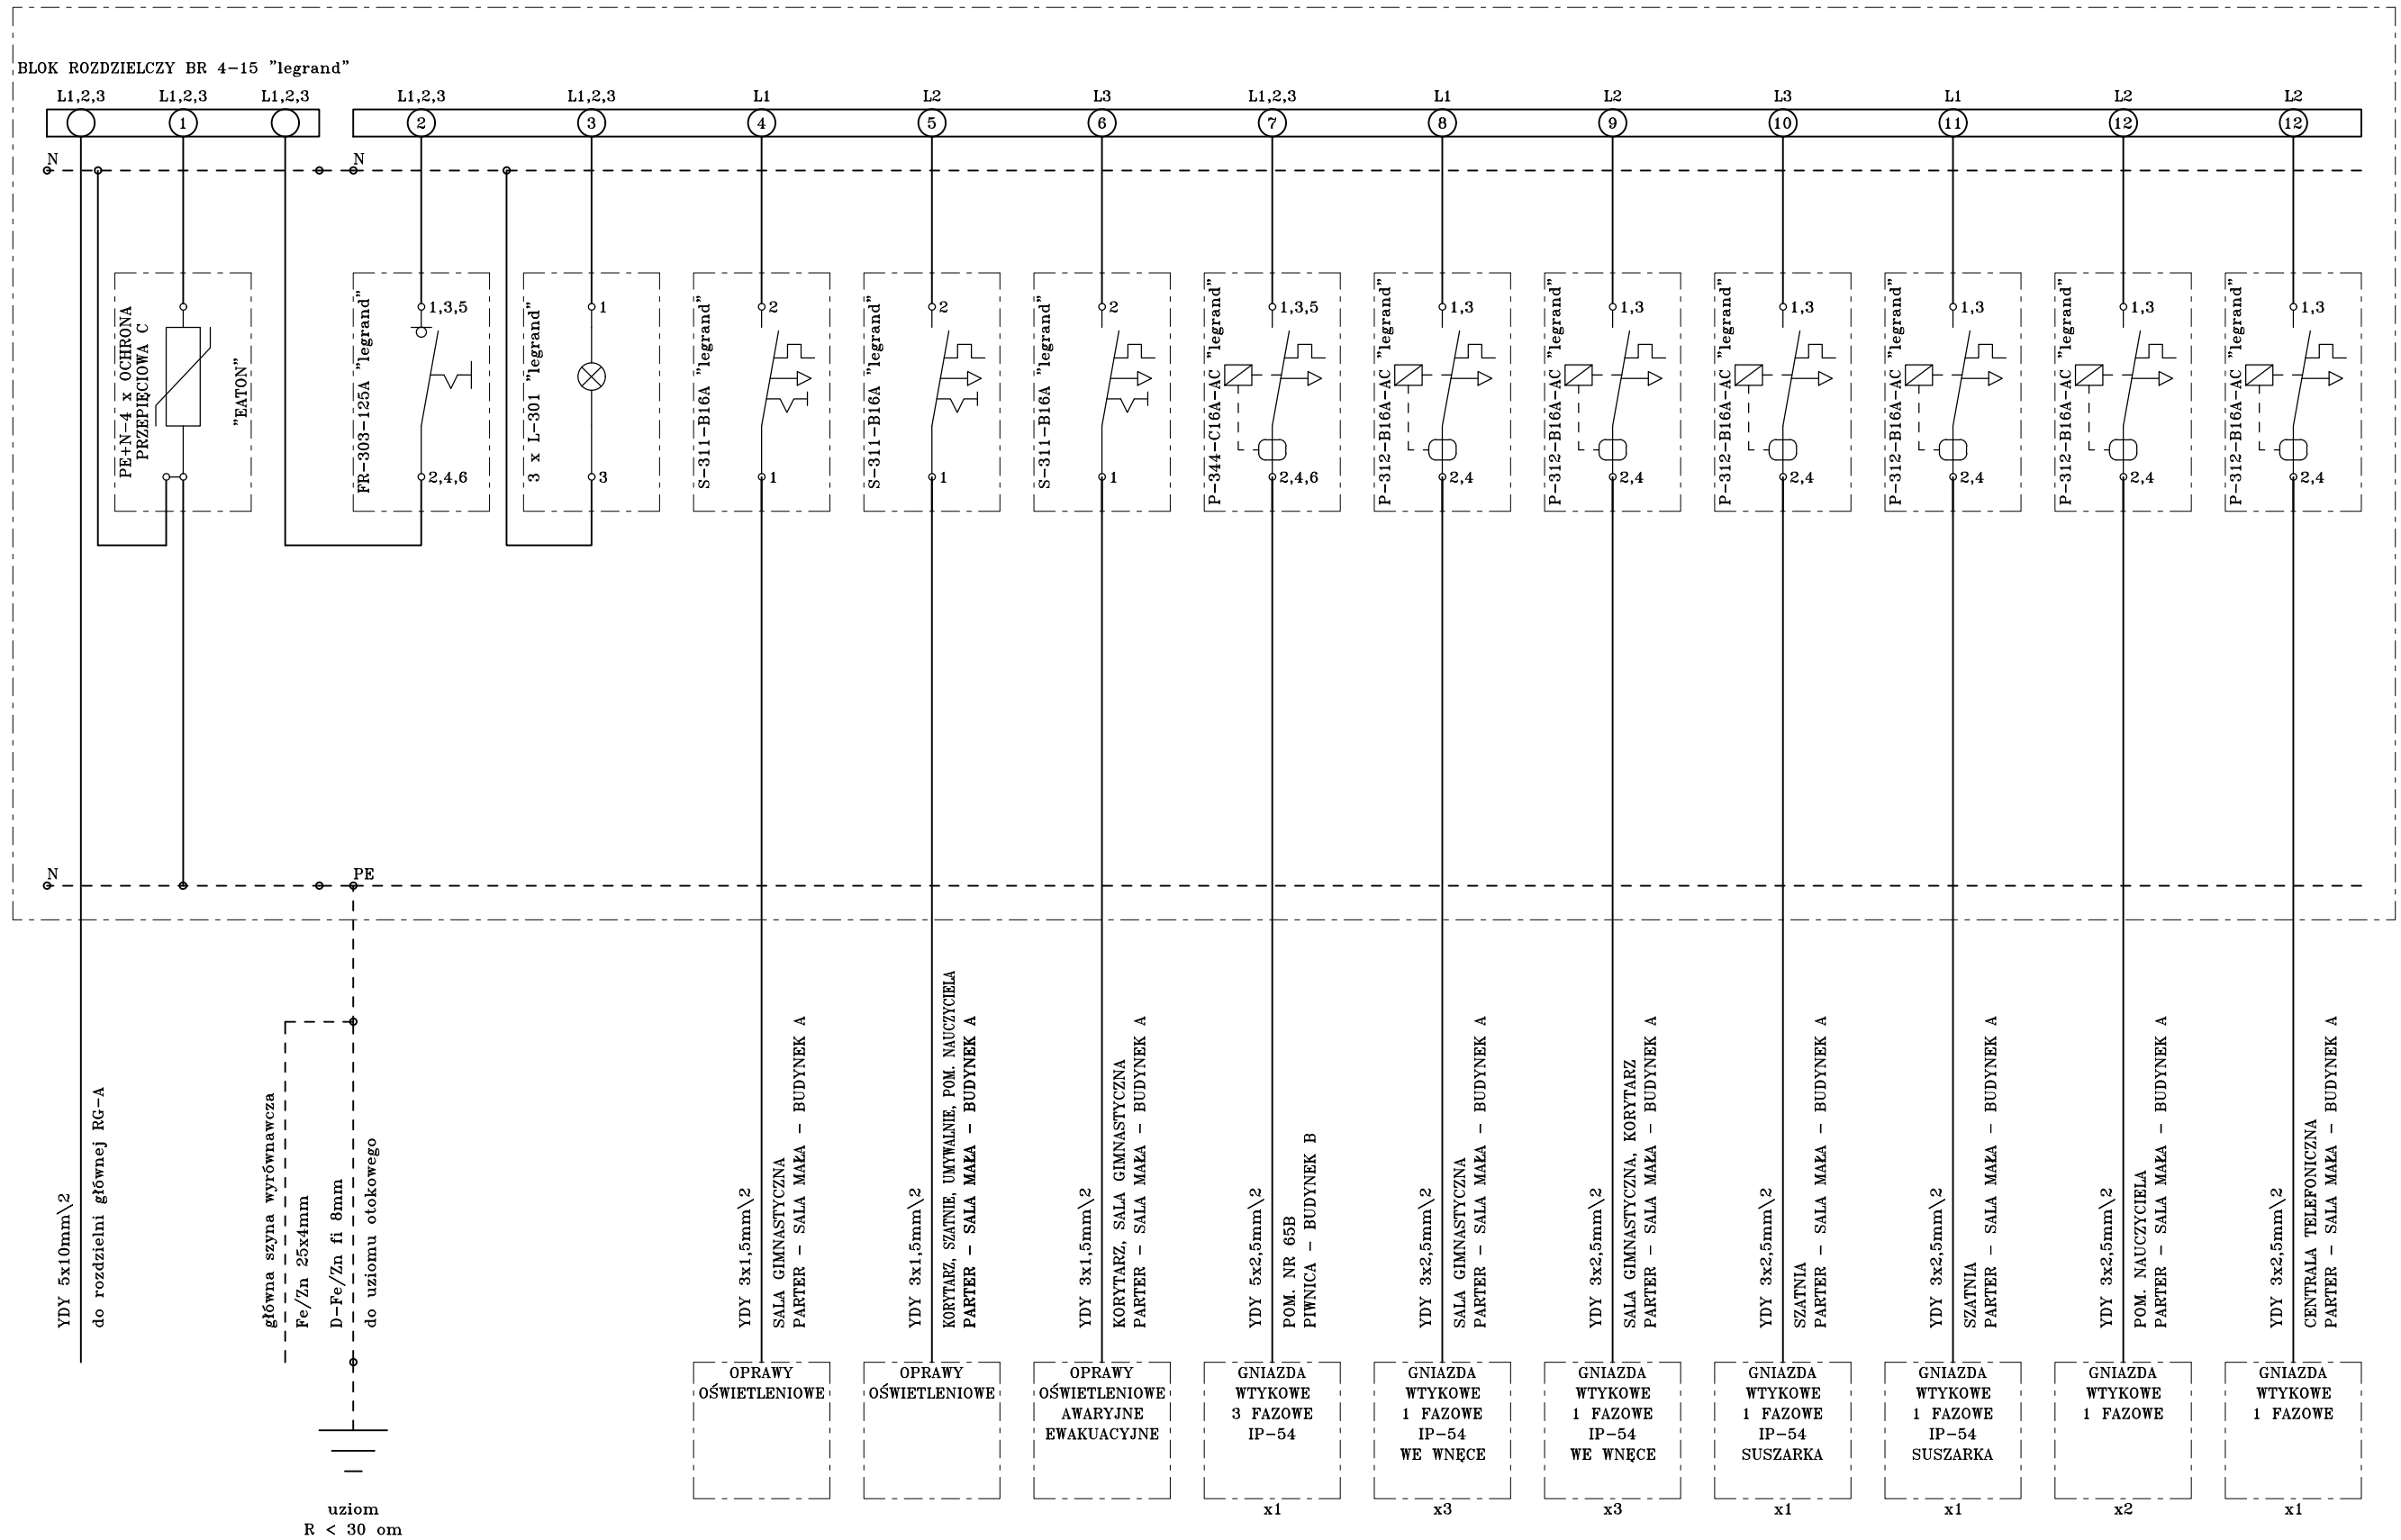 BLOK ROZDZIELCZY BR 4-15 "legrand"
L1,2,3 L1,2,3 L1,2,3 L1,2,3 L1,2,3 L1 L2 L3 L1,2,3 L1 L2 L3 L1 L2 L2
1 2 3 4 5 6 7 8 9 10 11 12 12
N N
PE+N-4 x OCHRONA
PRZEPIĘCIOWA C
"EATON"
FR-303-125A "legrand"
1,3,5
2,4,6
3 x L-301 "legrand"
1
3
S-311-B16A "legrand"
2
1
S-311-B16A "legrand"
2
1
S-311-B16A "legrand"
2
1
P-344-C16A-AC "legrand"
1,3,5
2,4,6
P-312-B16A-AC "legrand"
1,3
2,4
P-312-B16A-AC "legrand"
1,3
2,4
P-312-B16A-AC "legrand"
1,3
2,4
P-312-B16A-AC "legrand"
1,3
2,4
P-312-B16A-AC "legrand"
1,3
2,4
P-312-B16A-AC "legrand"
1,3
2,4
N PE
YDY 5x10mm\2
do rozdzielni głównej RG-A
główna szyna wyrównawcza
Fe/Zn 25x4mm
D-Fe/Zn fi 8mm
do uziomu otokowego
YDY 3x1,5mm\2
SALA GIMNASTYCZNA
PARTER - SALA MAŁA - BUDYNEK A
YDY 3x1,5mm\2
KORYTARZ, SZATNIE, UMYWALNIE, POM. NAUCZYCIELA
PARTER - SALA MAŁA - BUDYNEK A
YDY 3x1,5mm\2
KORYTARZ, SALA GIMNASTYCZNA
PARTER - SALA MAŁA - BUDYNEK A
YDY 5x2,5mm\2
POM. NR 65B
PIWNICA - BUDYNEK B
YDY 3x2,5mm\2
SALA GIMNASTYCZNA
PARTER - SALA MAŁA - BUDYNEK A
YDY 3x2,5mm\2
SALA GIMNASTYCZNA, KORYTARZ
PARTER - SALA MAŁA - BUDYNEK A
YDY 3x2,5mm\2
SZATNIA
PARTER - SALA MAŁA - BUDYNEK A
YDY 3x2,5mm\2
SZATNIA
PARTER - SALA MAŁA - BUDYNEK A
YDY 3x2,5mm\2
POM. NAUCZYCIELA
PARTER - SALA MAŁA - BUDYNEK A
YDY 3x2,5mm\2
CENTRALA TELEFONICZNA
PARTER - SALA MAŁA - BUDYNEK A
uziom
R < 30 om
OPRAWY
OŚWIETLENIOWE
OPRAWY
OŚWIETLENIOWE
OPRAWY
OŚWIETLENIOWE
AWARYJNE
EWAKUACYJNE
GNIAZDA
WTYKOWE
3 FAZOWE
IP-54
x1
GNIAZDA
WTYKOWE
1 FAZOWE
IP-54
WE WNĘCE
x3
GNIAZDA
WTYKOWE
1 FAZOWE
IP-54
WE WNĘCE
x3
GNIAZDA
WTYKOWE
1 FAZOWE
IP-54
SUSZARKA
x1
GNIAZDA
WTYKOWE
1 FAZOWE
IP-54
SUSZARKA
x1
GNIAZDA
WTYKOWE
1 FAZOWE
x2
GNIAZDA
WTYKOWE
1 FAZOWE
x1